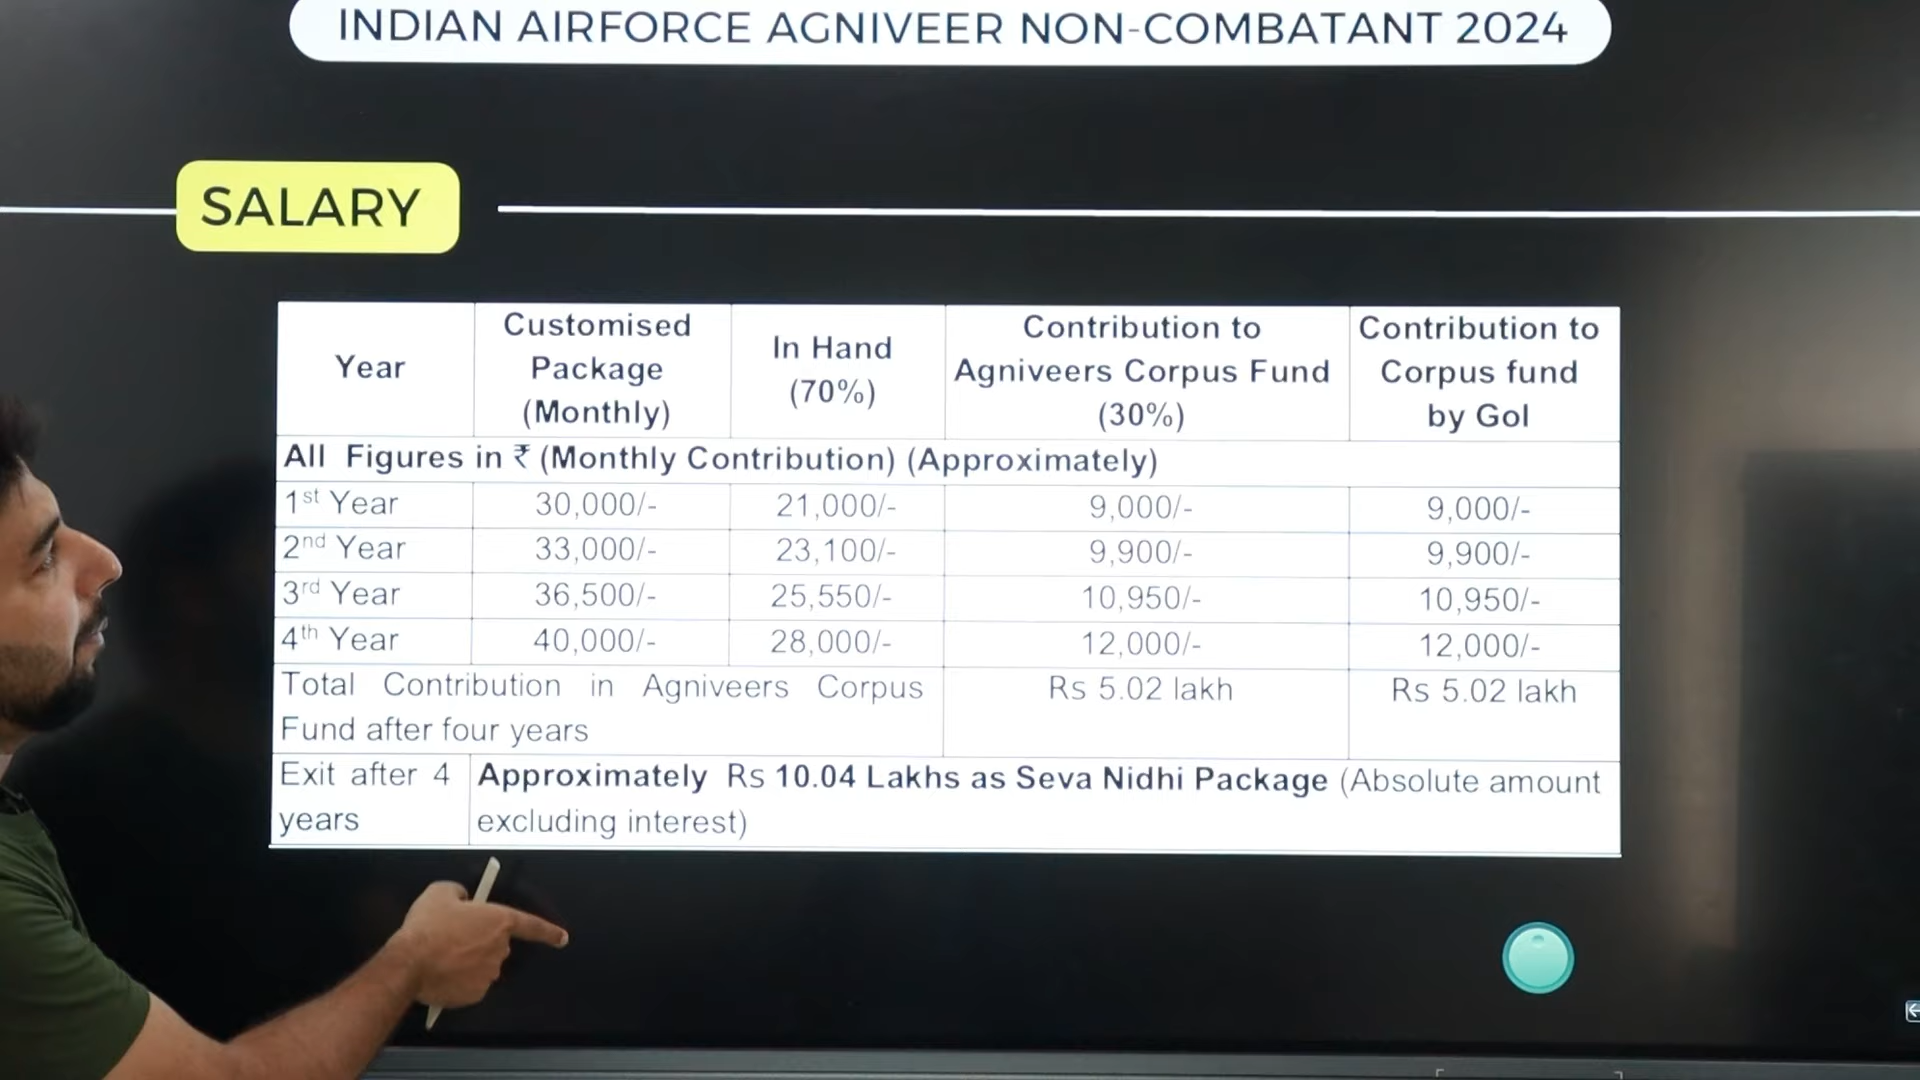 INDIAN AIRFORCE AGNIVEER NON-COMBATANT 2024
SALARY
Year
Customised
Package
(Monthly)
In Hand
(70%)
Contribution to
Agniveers Corpus Fund
(30%)
Contribution to
Corpus fund
by GoI
All Figures in ₹ (Monthly Contribution) (Approximately)
1st Year 30,000/- 21,000/- 9,000/- 9,000/-
2nd Year 33,000/- 23,100/- 9,900/- 9,900/-
3rd Year 36,500/- 25,550/- 10,950/- 10,950/-
4th Year 40,000/- 28,000/- 12,000/- 12,000/-
Total Contribution in Agniveers Corpus
Fund after four years
Rs 5.02 lakh Rs 5.02 lakh
Exit after 4
years
Approximately Rs 10.04 Lakhs as Seva Nidhi Package (Absolute amount
excluding interest)